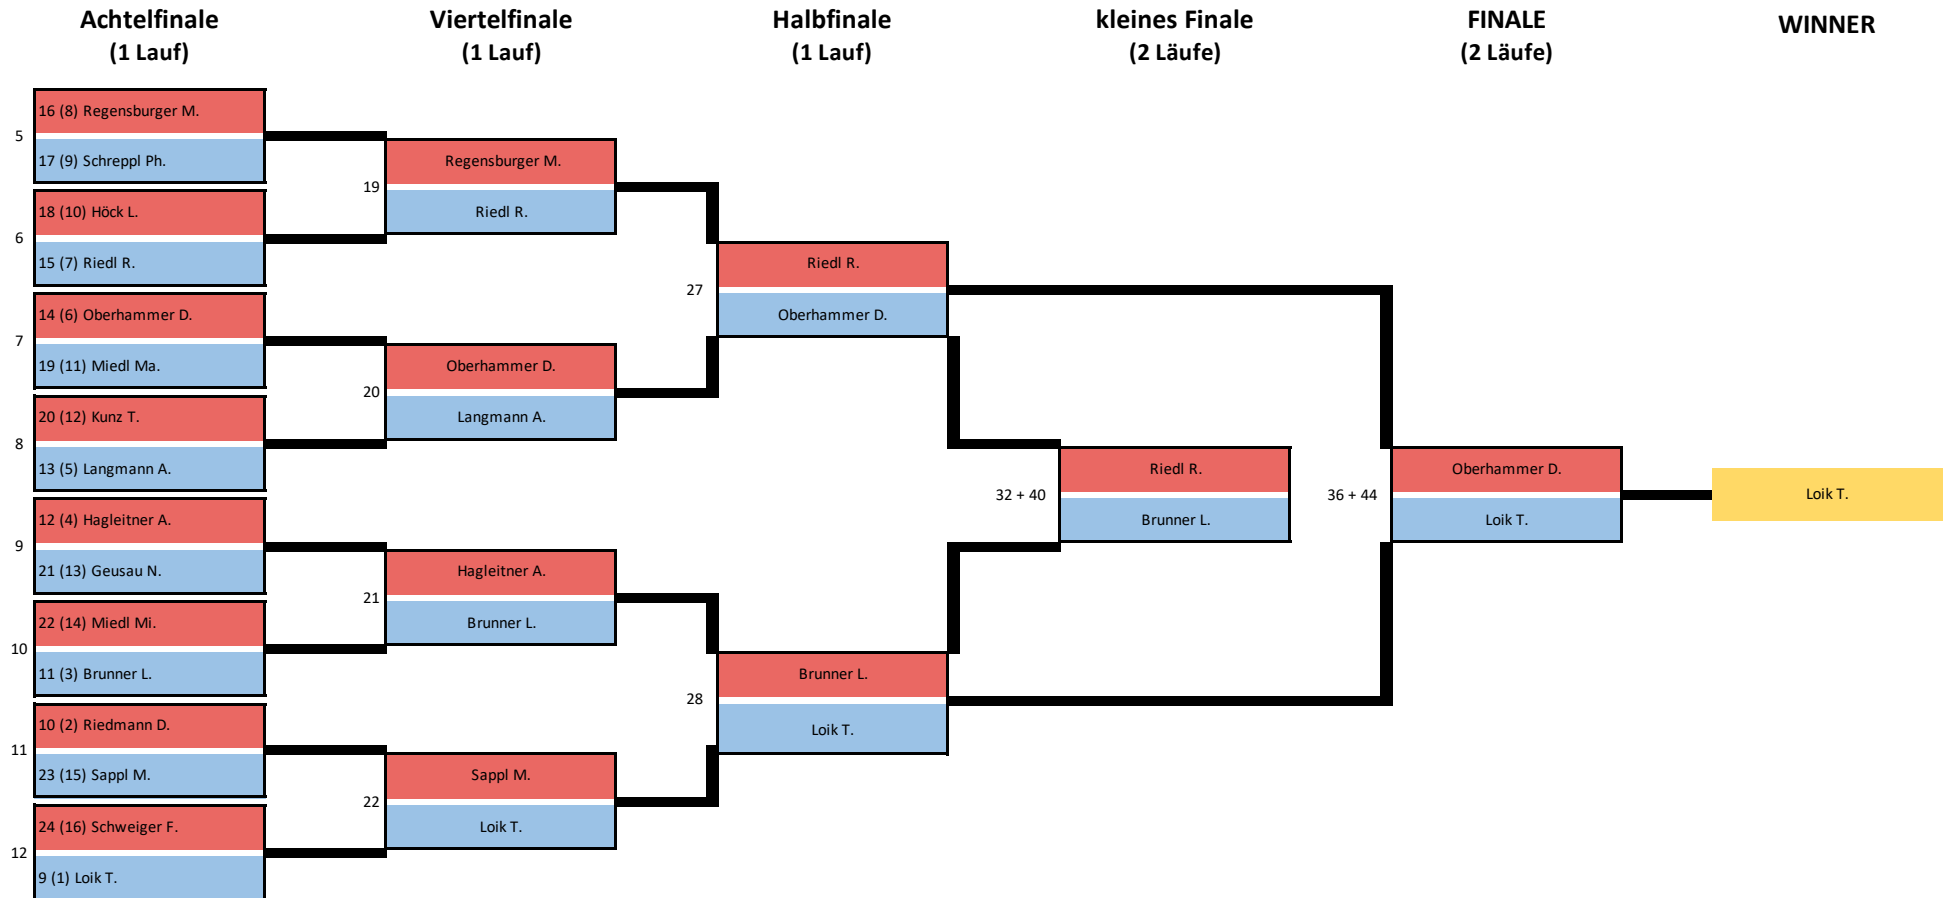 Achtelfinale
(1 Lauf)
Viertelfinale
(1 Lauf)
Halbfinale
(1 Lauf)
kleines Finale
(2 Läufe)
FINALE
(2 Läufe)
WINNER
5
16 (8) Regensburger M.
17 (9) Schreppl Ph.
6
18 (10) Höck L.
15 (7) Riedl R.
7
14 (6) Oberhammer D.
19 (11) Miedl Ma.
8
20 (12) Kunz T.
13 (5) Langmann A.
9
12 (4) Hagleitner A.
21 (13) Geusau N.
10
22 (14) Miedl Mi.
11 (3) Brunner L.
11
10 (2) Riedmann D.
23 (15) Sappl M.
12
24 (16) Schweiger F.
9 (1) Loik T.
19
Regensburger M.
Riedl R.
20
Oberhammer D.
Langmann A.
21
Hagleitner A.
Brunner L.
22
Sappl M.
Loik T.
27
Riedl R.
Oberhammer D.
28
Brunner L.
Loik T.
32 + 40
Riedl R.
Brunner L.
36 + 44
Oberhammer D.
Loik T.
Loik T.